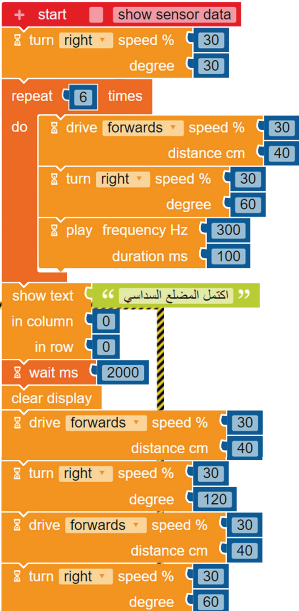 + start show sensor data
turn right speed % 30
degree 30
repeat 6 times
do drive forwards speed % 30
distance cm 40
turn right speed % 30
degree 60
play frequency Hz 300
duration ms 100
show text “ اكتمل المضلع السداسي ”
in column 0
in row 0
wait ms 2000
clear display
drive forwards speed % 30
distance cm 40
turn right speed % 30
degree 120
drive forwards speed % 30
distance cm 40
turn right speed % 30
degree 60